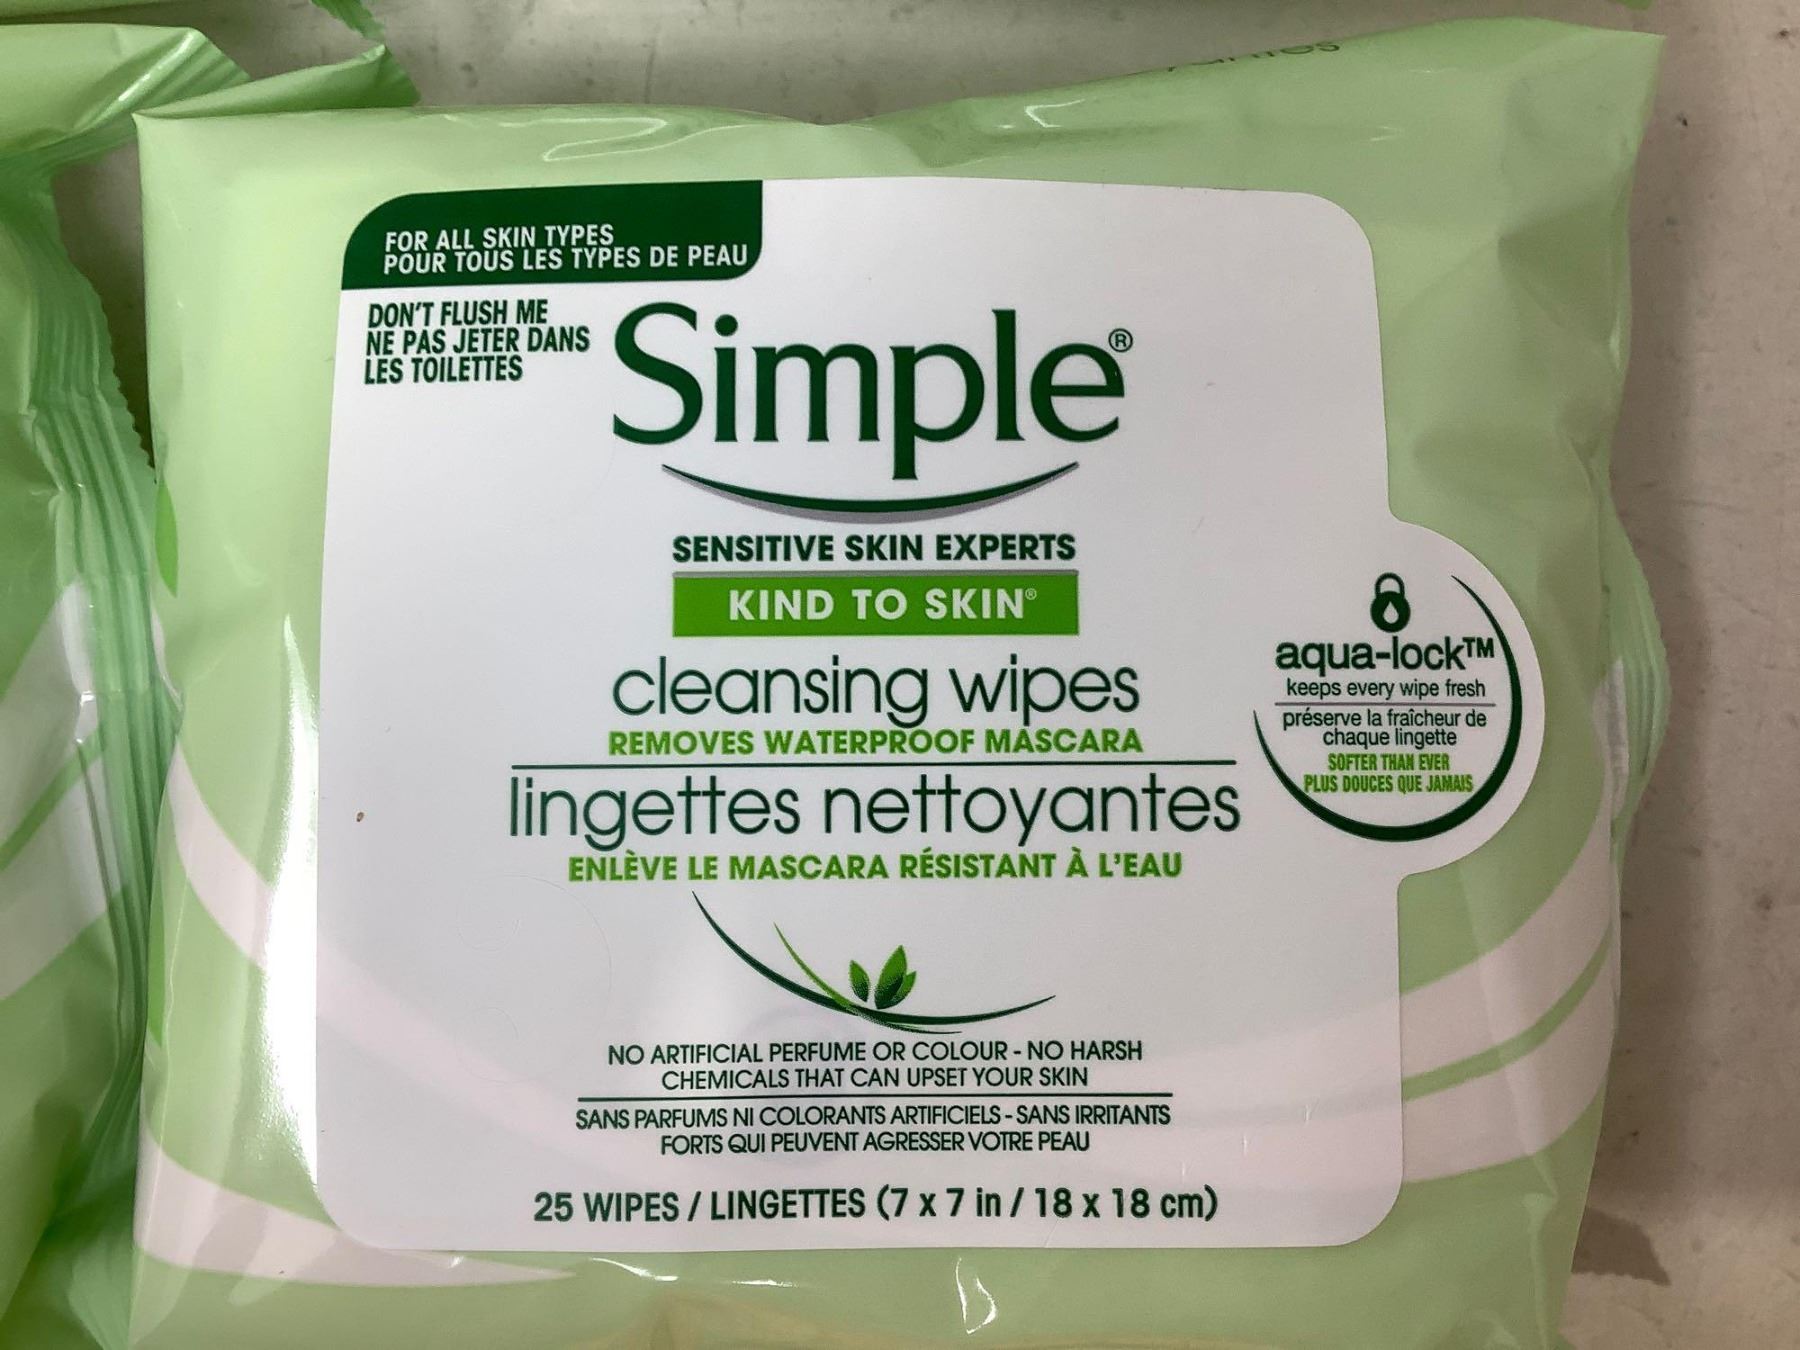 FOR ALL SKIN TYPES
POUR TOUS LES TYPES DE PEAU
DON'T FLUSH ME
NE PAS JETER DANS
LES TOILETTES
Simple®
SENSITIVE SKIN EXPERTS
KIND TO SKIN®
cleansing wipes
REMOVES WATERPROOF MASCARA
lingettes nettoyantes
ENLÈVE LE MASCARA RÉSISTANT À L'EAU
aqua-lock™
keeps every wipe fresh
préserve la fraîcheur de
chaque lingette
SOFTER THAN EVER
PLUS DOUCES QUE JAMAIS
NO ARTIFICIAL PERFUME OR COLOUR - NO HARSH
CHEMICALS THAT CAN UPSET YOUR SKIN
SANS PARFUMS NI COLORANTS ARTIFICIELS - SANS IRRITANTS
FORTS QUI PEUVENT AGRESSER VOTRE PEAU
25 WIPES / LINGETTES (7 x 7 in / 18 x 18 cm)